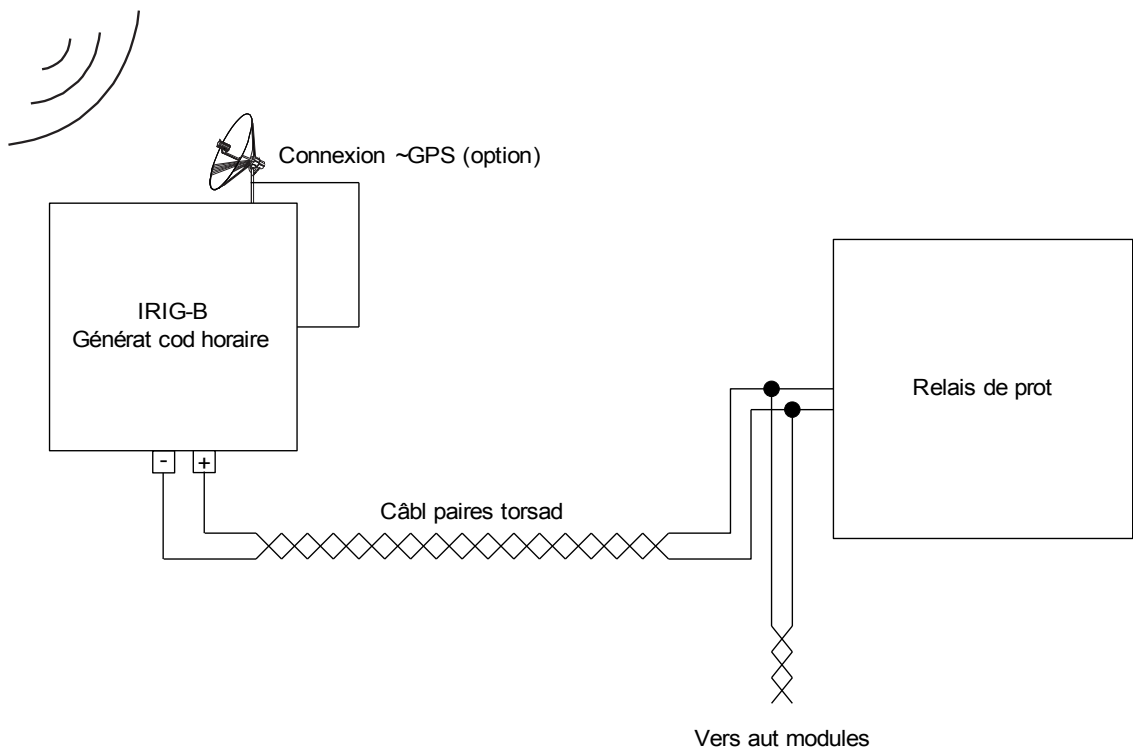 Connexion ~GPS (option)
IRIG-B
Générat cod horaire
- +
Relais de prot
Câbl paires torsad
Vers aut modules